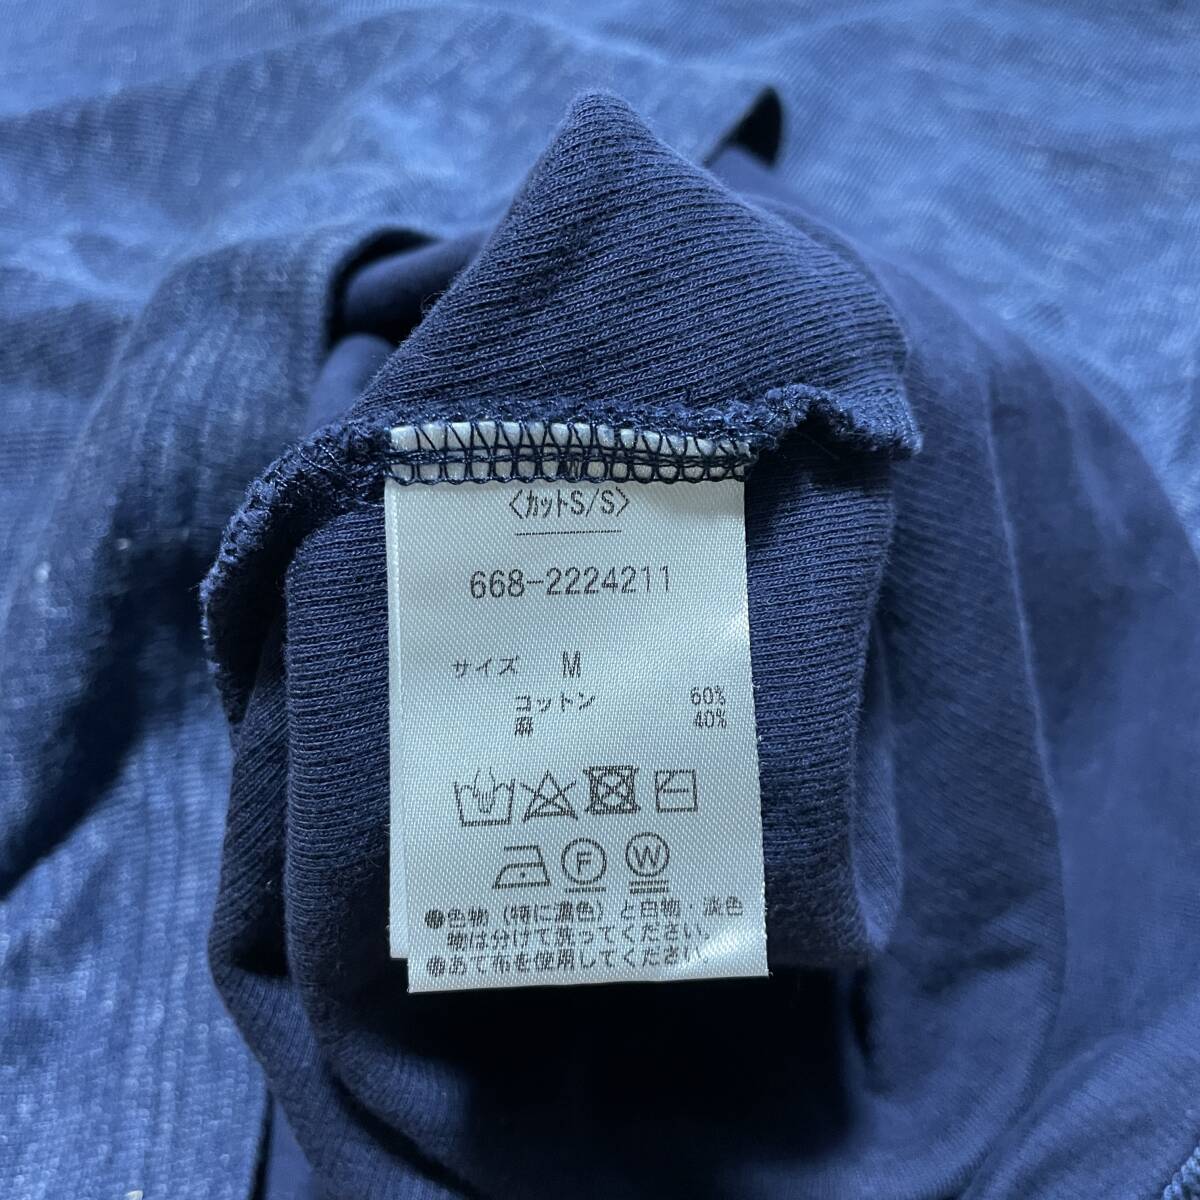 〈カットS/S〉
668-2224211
サイズ M
コットン 60%
麻 40%
F W
●色物（特に濃色）と白物・淡色
物は分けて洗ってください。
●あて布を使用してください。